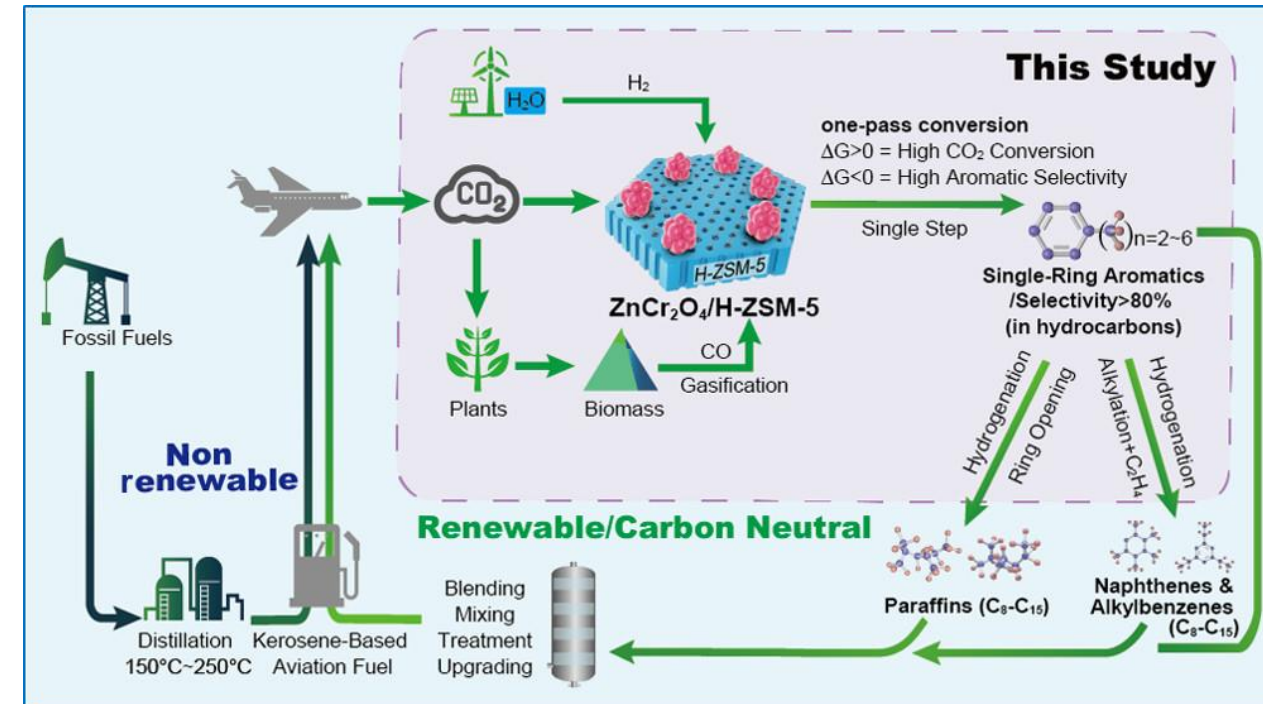 This Study
H₂
H₂O
one-pass conversion
ΔG>0 = High CO₂ Conversion
ΔG<0 = High Aromatic Selectivity
CO₂
Single Step
n=2~6
H-ZSM-5
ZnCr₂O₄/H-ZSM-5
Single-Ring Aromatics
/Selectivity>80%
(in hydrocarbons)
Fossil Fuels
CO
Gasification
Plants
Biomass
Hydrogenation
Ring Opening
Hydrogenation
Alkylation+C₂H₄
Non
renewable
Renewable/Carbon Neutral
Blending
Mixing
Treatment
Upgrading
Paraffins (C₈-C₁₅)
Naphthenes &
Alkylbenzenes
(C₈-C₁₅)
Distillation
150°C~250°C
Kerosene-Based
Aviation Fuel